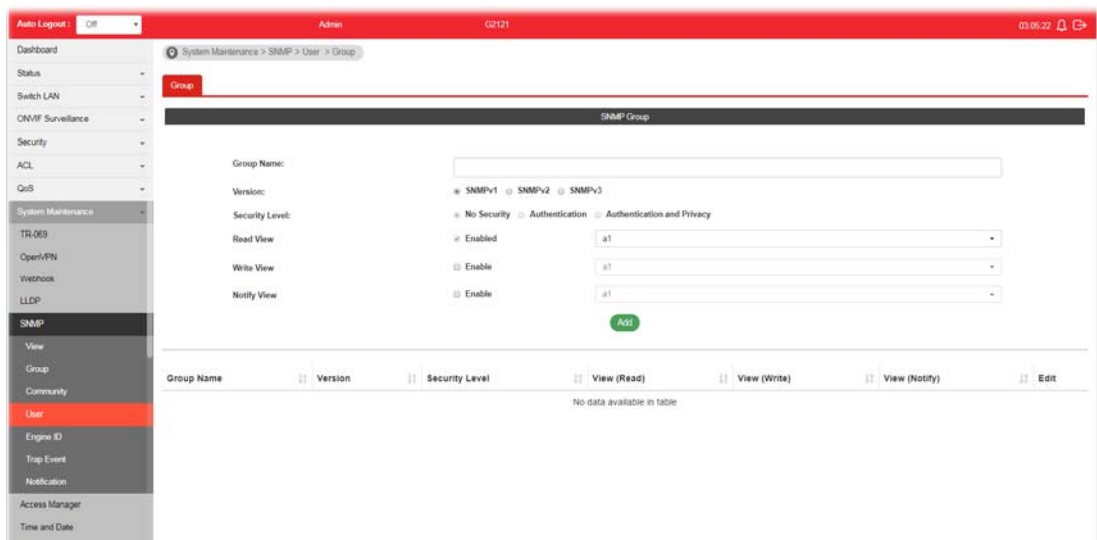 Auto Logout : Off Admin G2121 03:05:22
Dashboard
Status
Switch LAN
ONVIF Surveillance
Security
ACL
QoS
System Maintenance
TR-069
OpenVPN
Webhook
LLDP
SNMP
View
Group
Community
User
Engine ID
Trap Event
Notification
Access Manager
Time and Date
System Maintenance > SNMP > User > Group
Group
SNMP Group
Group Name:
Version: SNMPv1 SNMPv2 SNMPv3
Security Level: No Security Authentication Authentication and Privacy
Read View Enabled a1
Write View Enable a1
Notify View Enable a1
Add
Group Name Version Security Level View (Read) View (Write) View (Notify) Edit
No data available in table